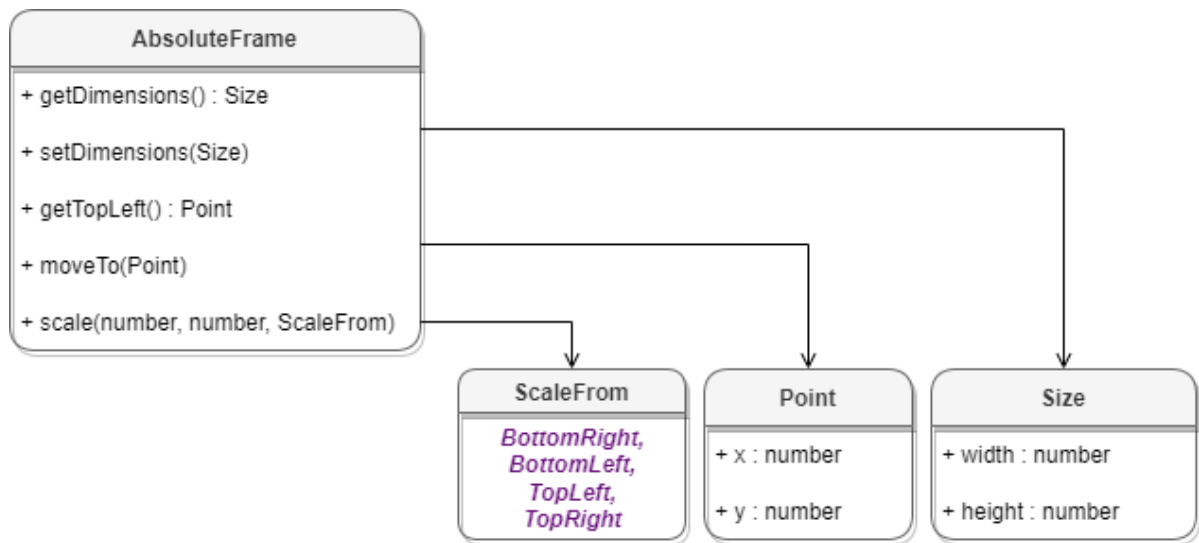 AbsoluteFrame
+ getDimensions() : Size
+ setDimensions(Size)
+ getTopLeft() : Point
+ moveTo(Point)
+ scale(number, number, ScaleFrom)
ScaleFrom
BottomRight,
BottomLeft,
TopLeft,
TopRight
Point
+ x : number
+ y : number
Size
+ width : number
+ height : number